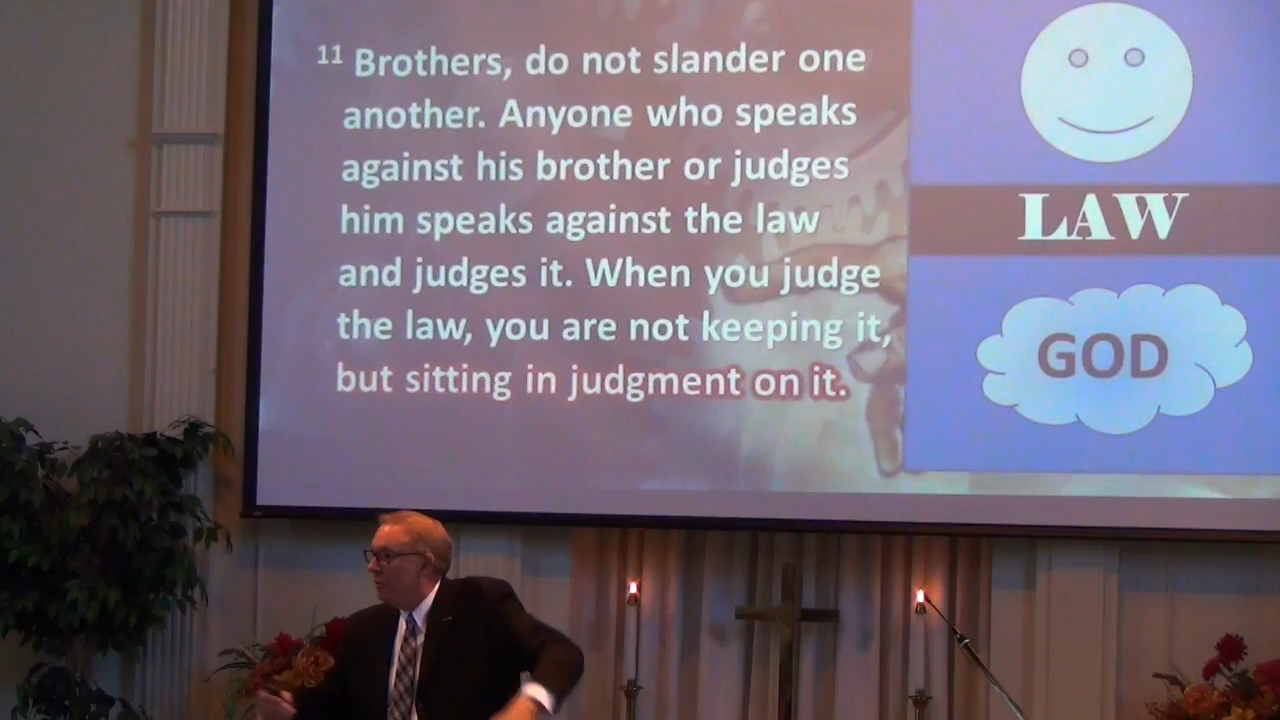 11 Brothers, do not slander one
another. Anyone who speaks
against his brother or judges
him speaks against the law
and judges it. When you judge
the law, you are not keeping it,
but sitting in judgment on it.
LAW
GOD